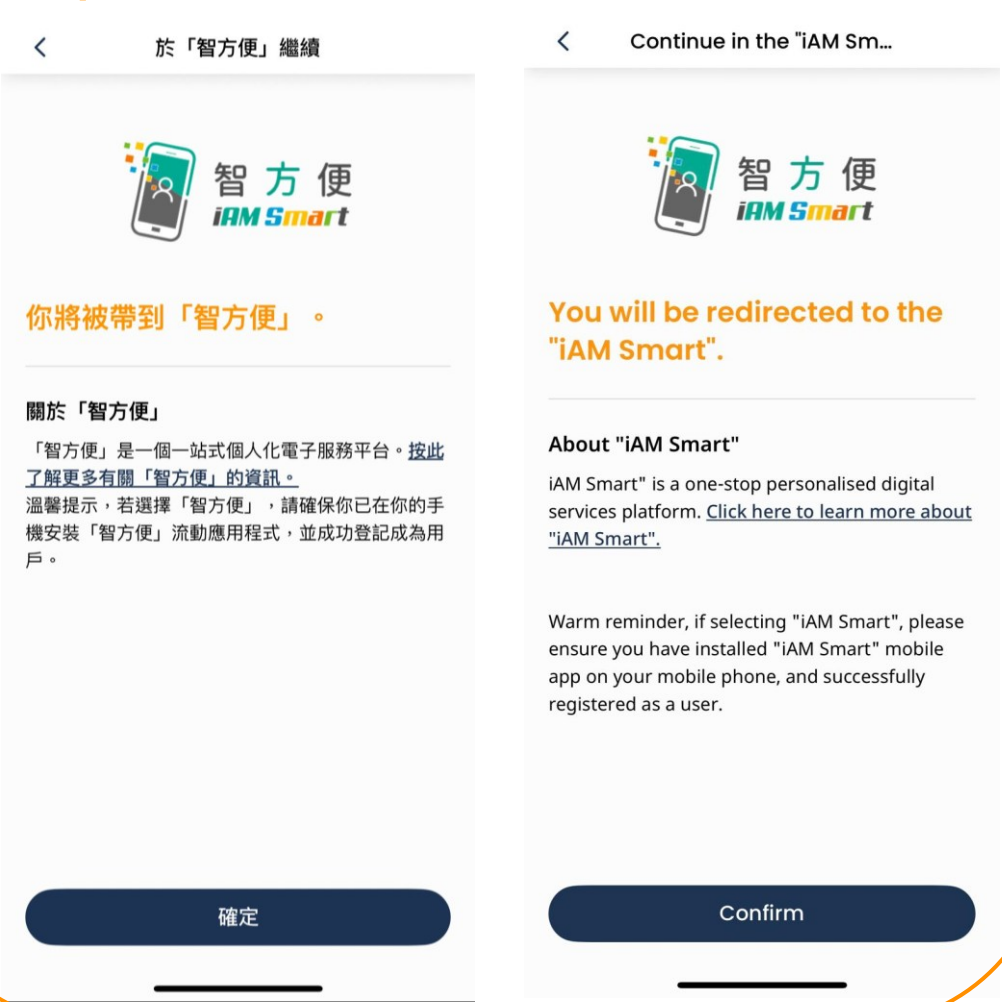 於「智方便」繼續
智方便
iAM Smart
你將被帶到「智方便」。
關於「智方便」
「智方便」是一個一站式個人化電子服務平台。按此
了解更多有關「智方便」的資訊。
溫馨提示，若選擇「智方便」，請確保你已在你的手
機安裝「智方便」流動應用程式，並成功登記成為用
戶。
確定
Continue in the "iAM Sm...
智方便
iAM Smart
You will be redirected to the
"iAM Smart".
About "iAM Smart"
iAM Smart" is a one-stop personalised digital
services platform. Click here to learn more about
"iAM Smart".
Warm reminder, if selecting "iAM Smart", please
ensure you have installed "iAM Smart" mobile
app on your mobile phone, and successfully
registered as a user.
Confirm